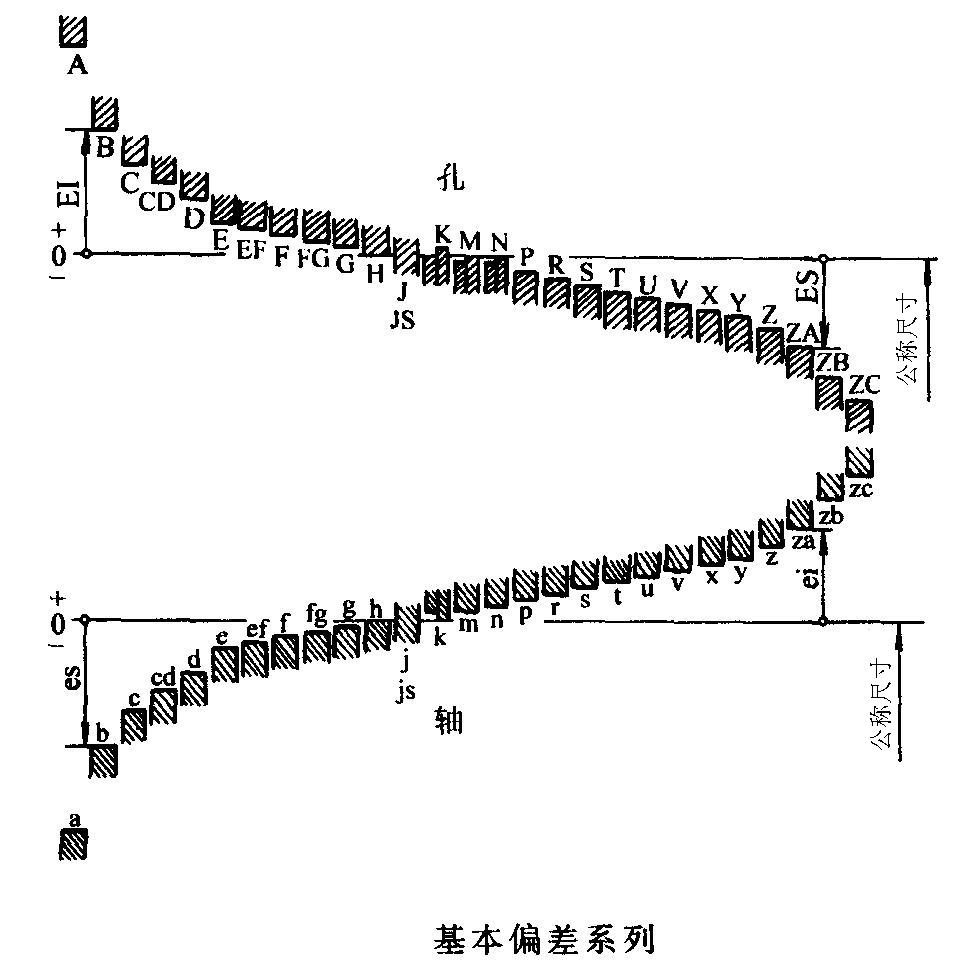 A
B
C
CD
D
E
EF
F
FG
G
H
J
JS
K
M
N
P
R
S
T
U
V
X
Y
Z
ZA
ZB
ZC
孔
EI
+
0
−
ES
公称尺寸
zc
zb
za
z
y
x
v
u
t
s
r
p
n
m
k
j
js
h
g
fg
f
ef
e
d
cd
c
b
a
ei
+
0
−
es
轴
公称尺寸
基本偏差系列